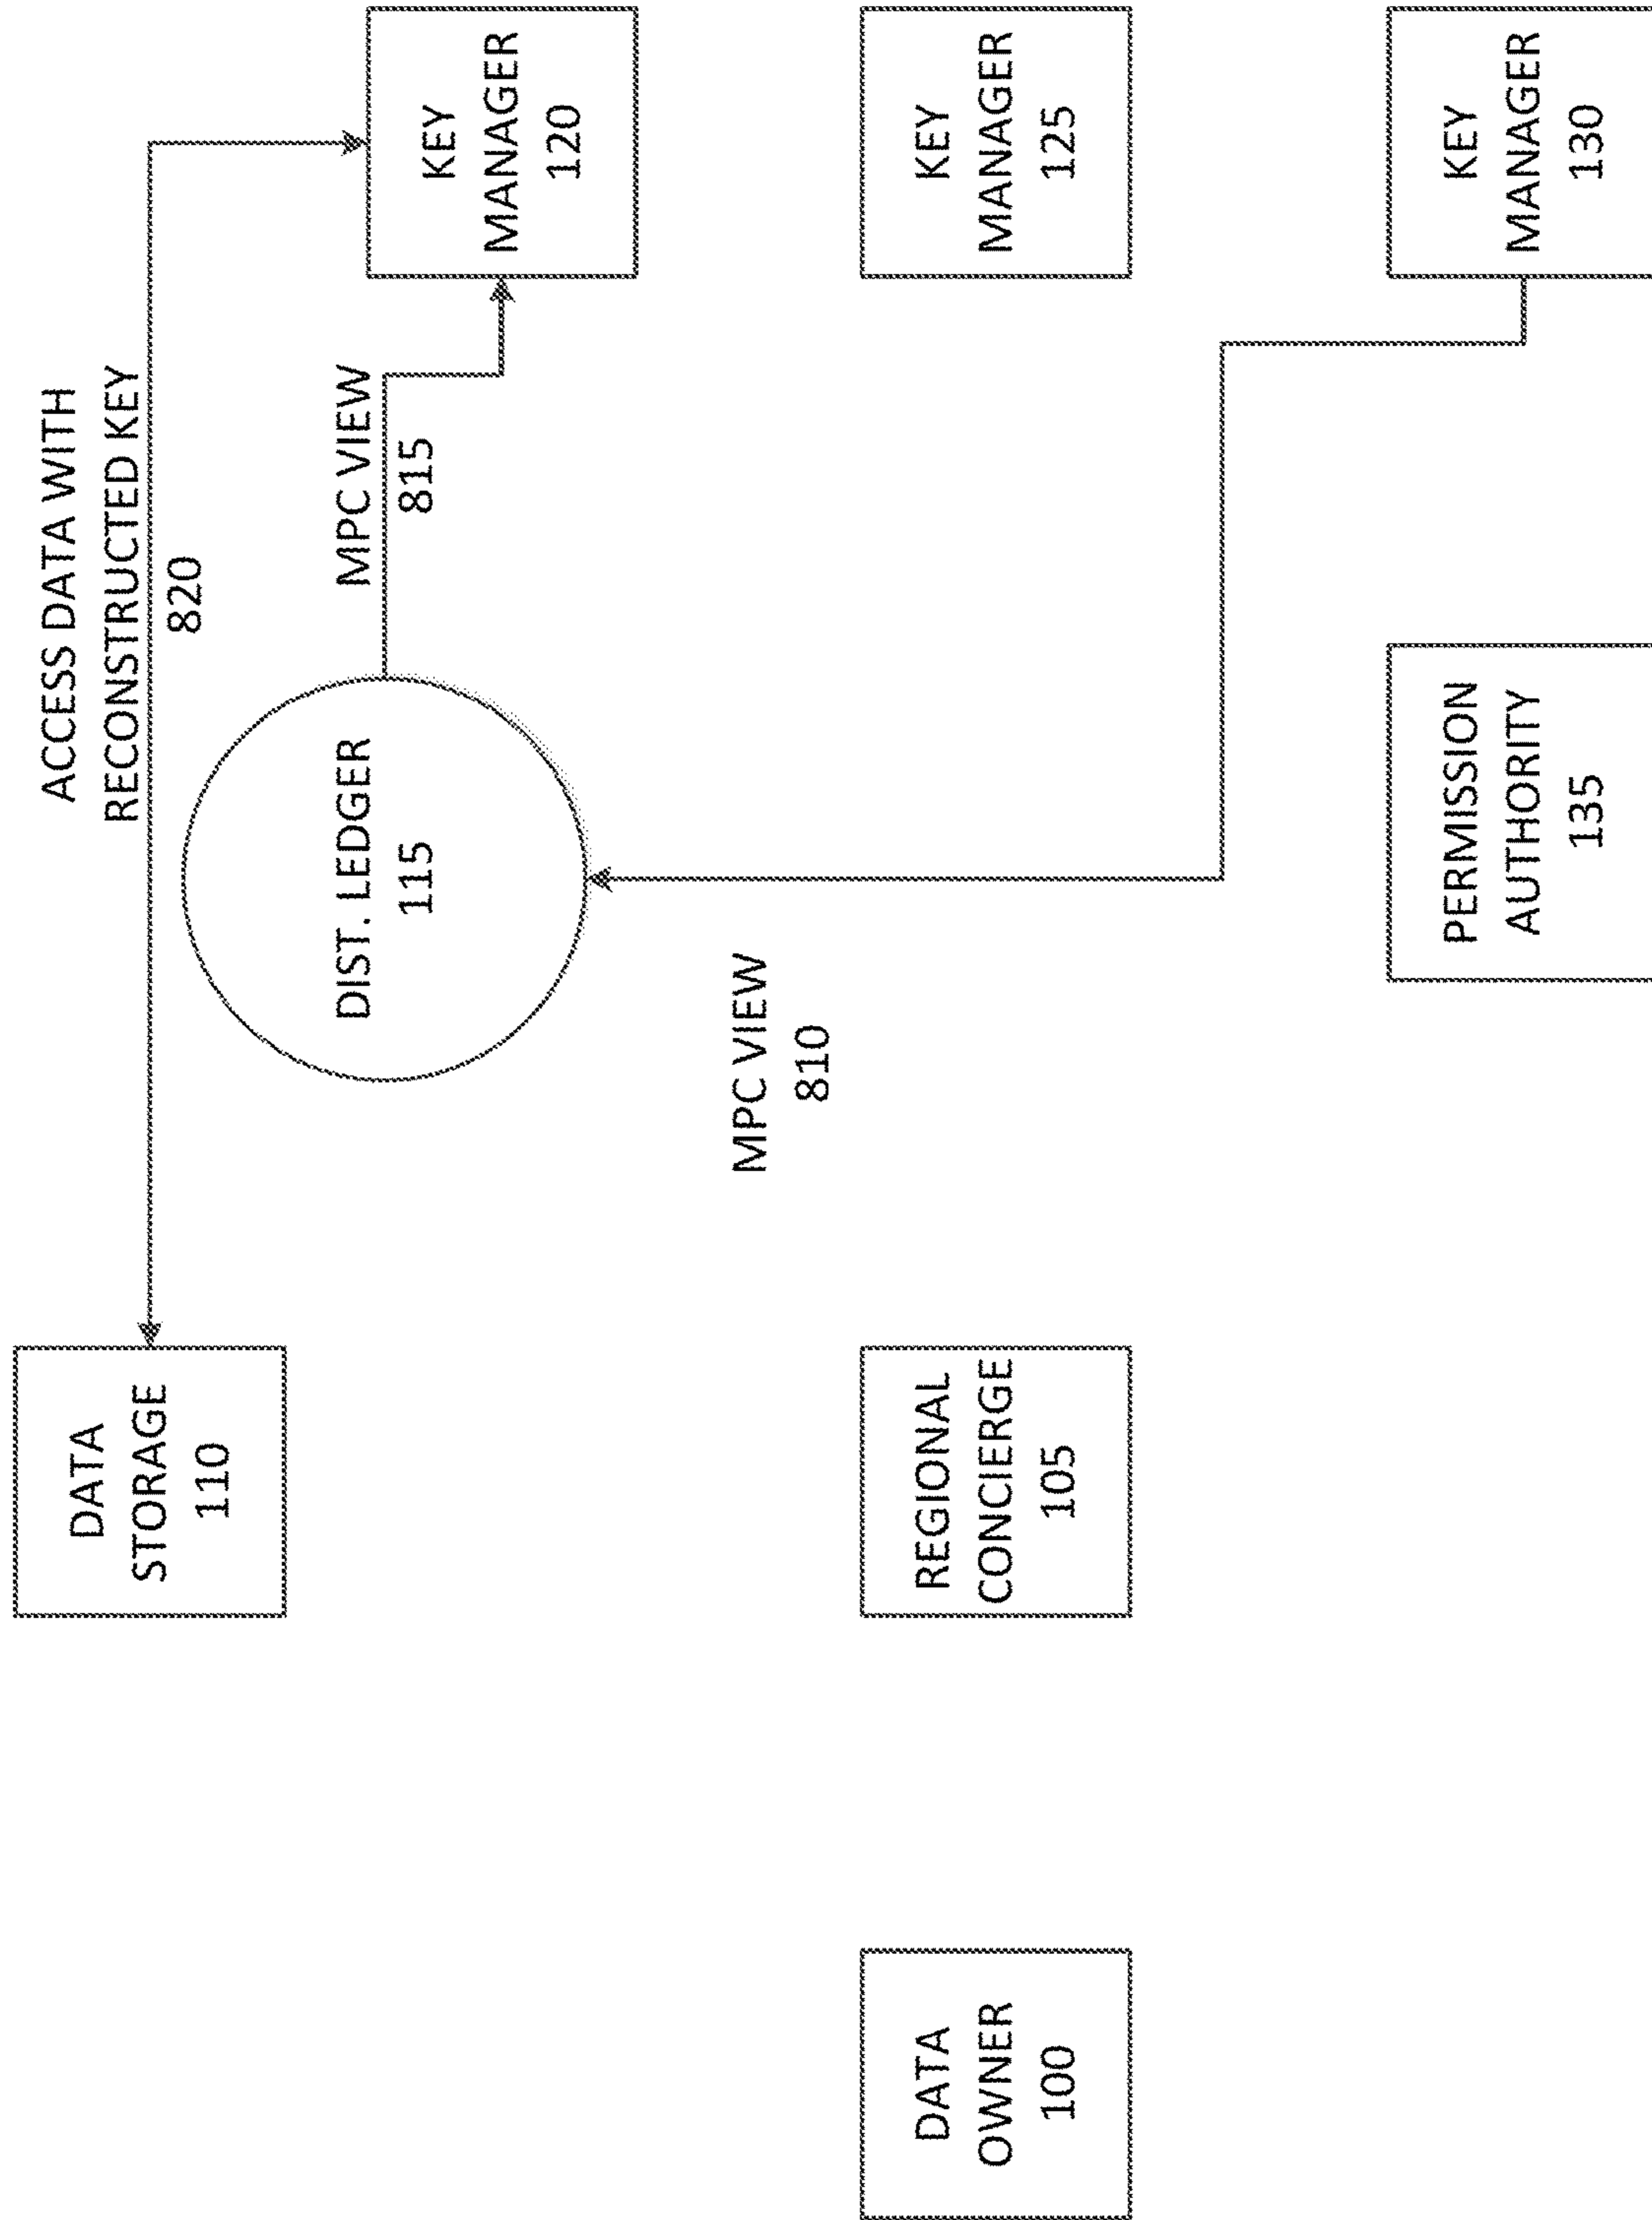 ACCESS DATA WITH
RECONSTRUCTED KEY
820
DATA
STORAGE
110
DIST. LEDGER
115
MPC VIEW
815
KEY
MANAGER
120
MPC VIEW
810
DATA
OWNER
100
REGIONAL
CONCIERGE
105
KEY
MANAGER
125
PERMISSION
AUTHORITY
135
KEY
MANAGER
130